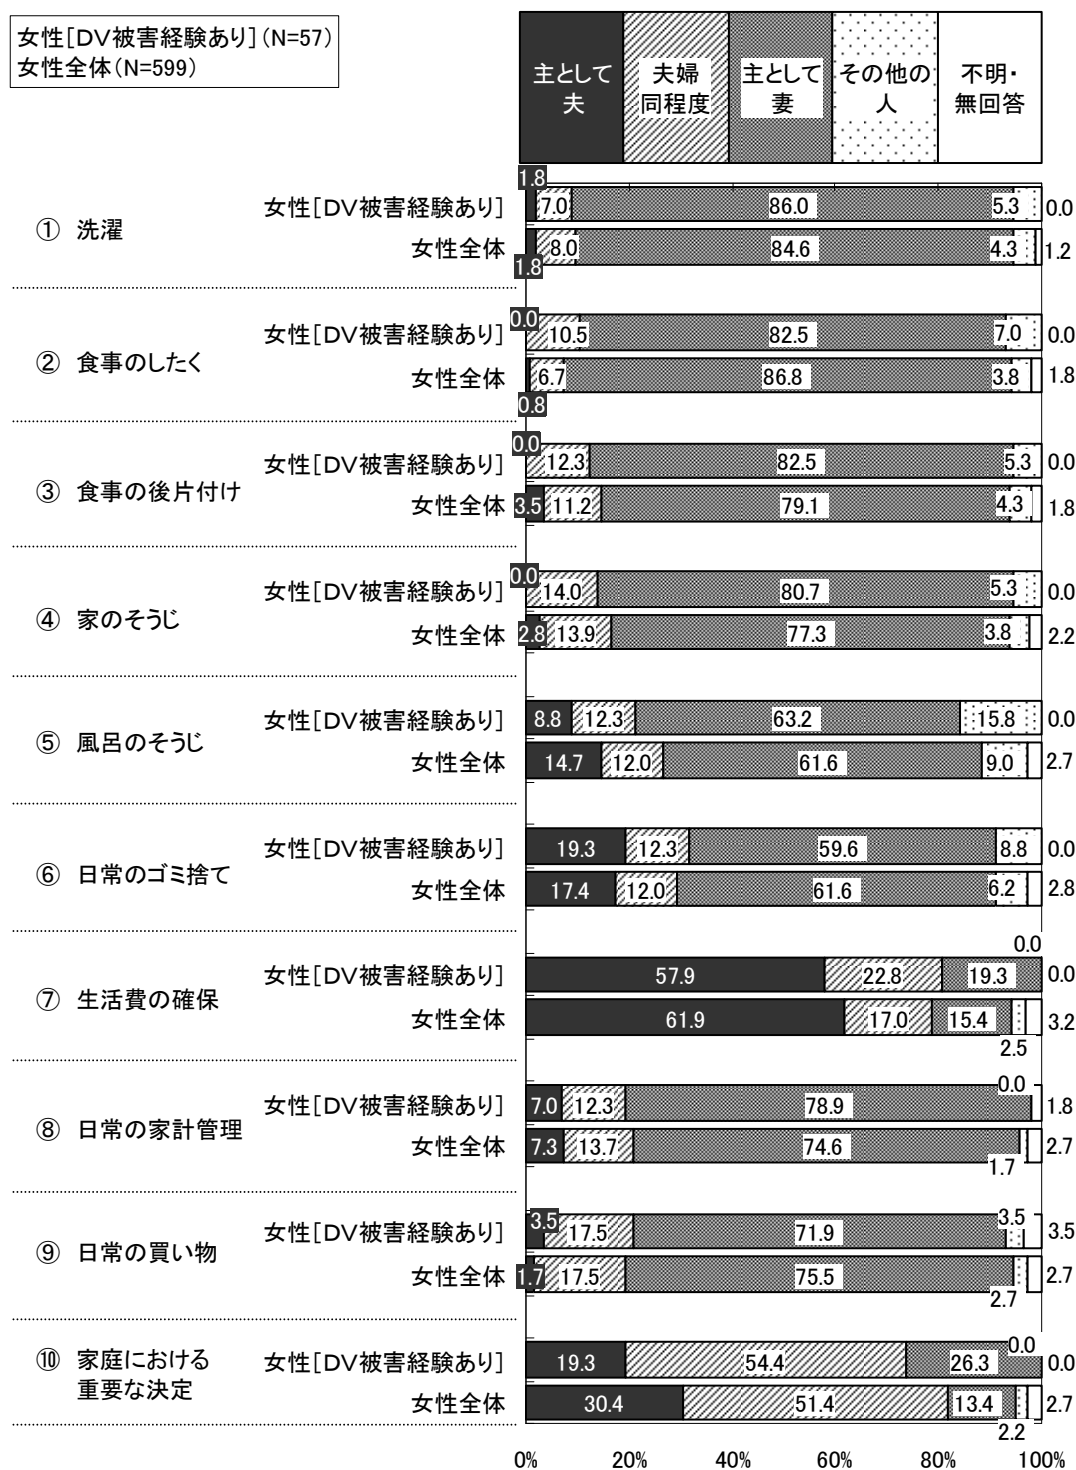 女性[DV被害経験あり](N=57)
女性全体(N=599)
主として
夫
夫婦
同程度
主として
妻
その他の
人
不明・
無回答
① 洗濯
女性[DV被害経験あり] 1.8 7.0 86.0 5.3 0.0
女性全体 1.8 8.0 84.6 4.3 1.2
② 食事のしたく
女性[DV被害経験あり] 0.0 10.5 82.5 7.0 0.0
女性全体 0.8 6.7 86.8 3.8 1.8
③ 食事の後片付け
女性[DV被害経験あり] 0.0 12.3 82.5 5.3 0.0
女性全体 3.5 11.2 79.1 4.3 1.8
④ 家のそうじ
女性[DV被害経験あり] 0.0 14.0 80.7 5.3 0.0
女性全体 2.8 13.9 77.3 3.8 2.2
⑤ 風呂のそうじ
女性[DV被害経験あり] 8.8 12.3 63.2 15.8 0.0
女性全体 14.7 12.0 61.6 9.0 2.7
⑥ 日常のゴミ捨て
女性[DV被害経験あり] 19.3 12.3 59.6 8.8 0.0
女性全体 17.4 12.0 61.6 6.2 2.8
⑦ 生活費の確保
女性[DV被害経験あり] 57.9 22.8 19.3 0.0 0.0
女性全体 61.9 17.0 15.4 2.5 3.2
⑧ 日常の家計管理
女性[DV被害経験あり] 7.0 12.3 78.9 0.0 1.8
女性全体 7.3 13.7 74.6 1.7 2.7
⑨ 日常の買い物
女性[DV被害経験あり] 3.5 17.5 71.9 3.5 3.5
女性全体 1.7 17.5 75.5 2.7 2.7
⑩ 家庭における
重要な決定
女性[DV被害経験あり] 19.3 54.4 26.3 0.0 0.0
女性全体 30.4 51.4 13.4 2.2 2.7
0% 20% 40% 60% 80% 100%